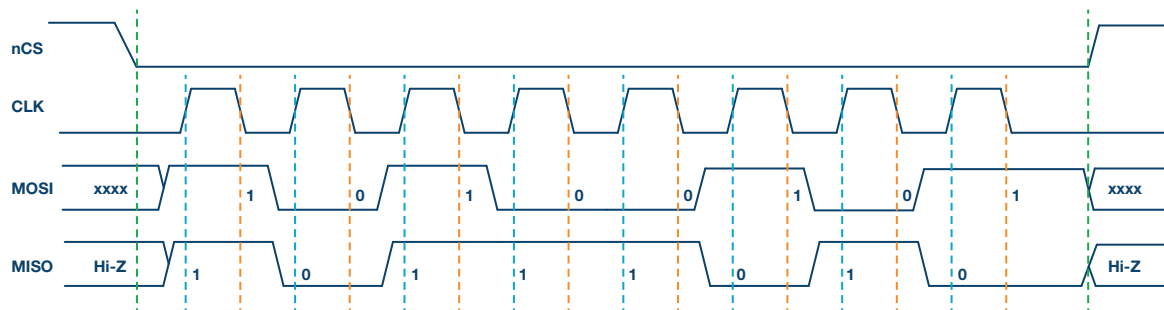 nCS
CLK
MOSI xxxx 1 0 1 0 0 1 0 1 xxxx
MISO Hi-Z 1 0 1 1 1 0 1 0 Hi-Z